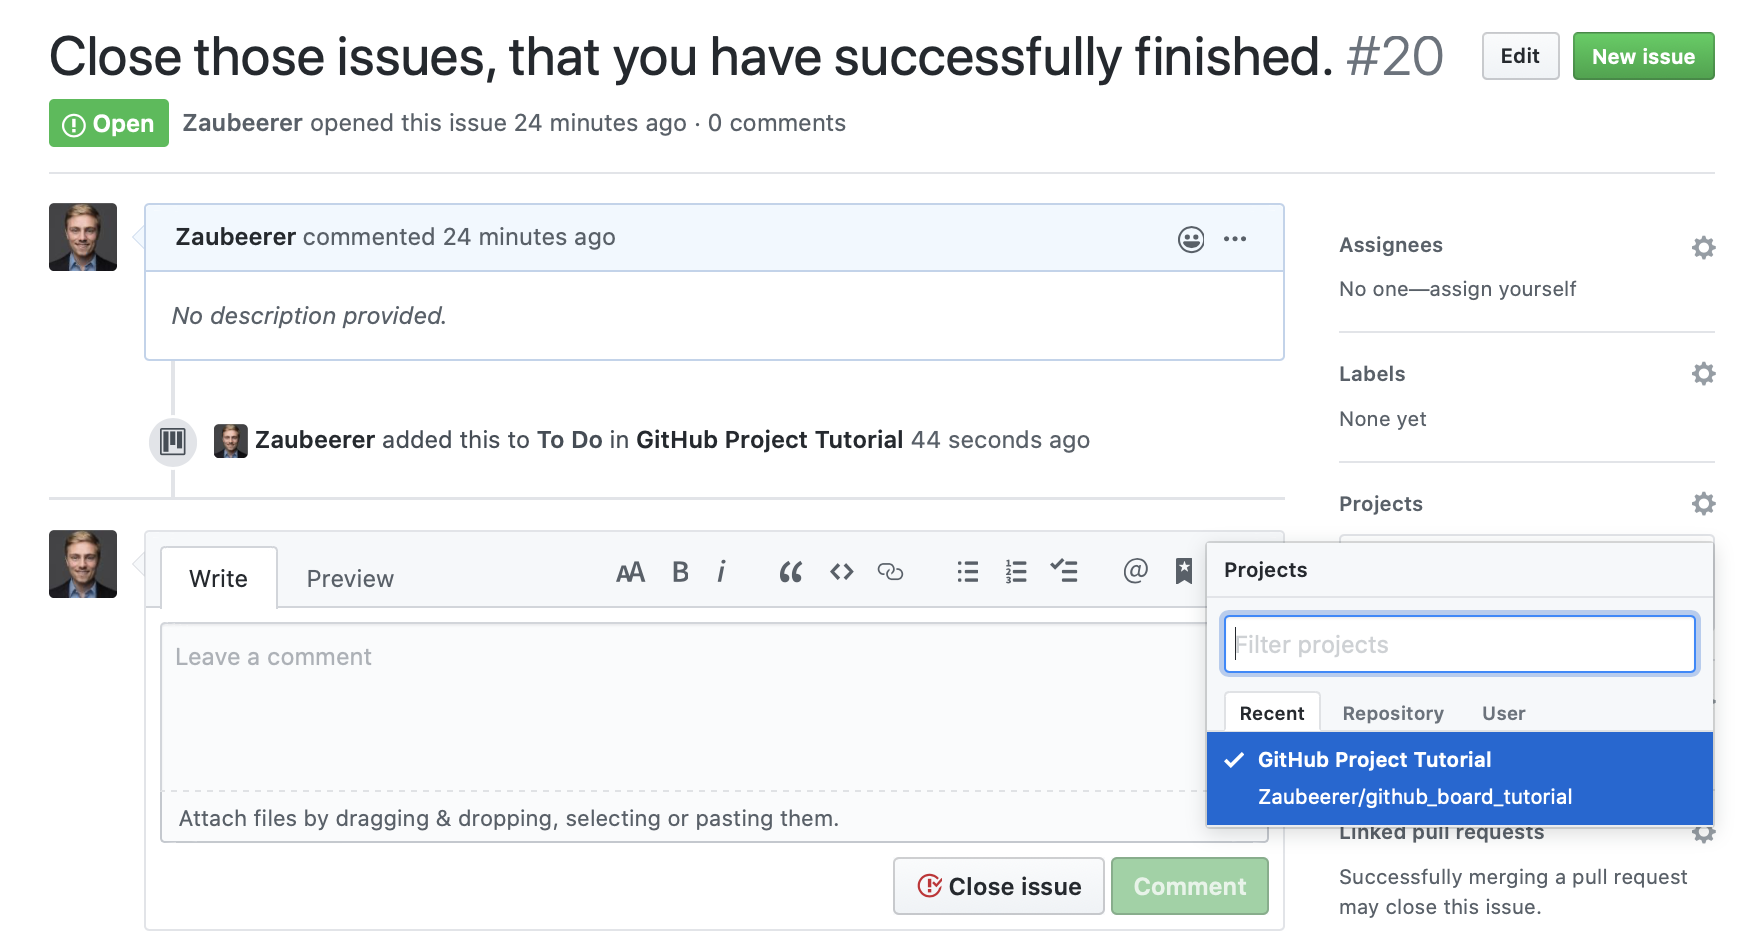 Close those issues, that you have successfully finished. #20
Edit
New issue
Open
Zaubeerer opened this issue 24 minutes ago · 0 comments
Zaubeerer commented 24 minutes ago
No description provided.
Zaubeerer added this to To Do in GitHub Project Tutorial 44 seconds ago
Write
Preview
AA B i “ <> @
Leave a comment
Attach files by dragging & dropping, selecting or pasting them.
Close issue
Comment
Assignees
No one—assign yourself
Labels
None yet
Projects
Projects
Filter projects
Recent
Repository
User
GitHub Project Tutorial
Zaubeerer/github_board_tutorial
Linked pull requests
Successfully merging a pull request
may close this issue.